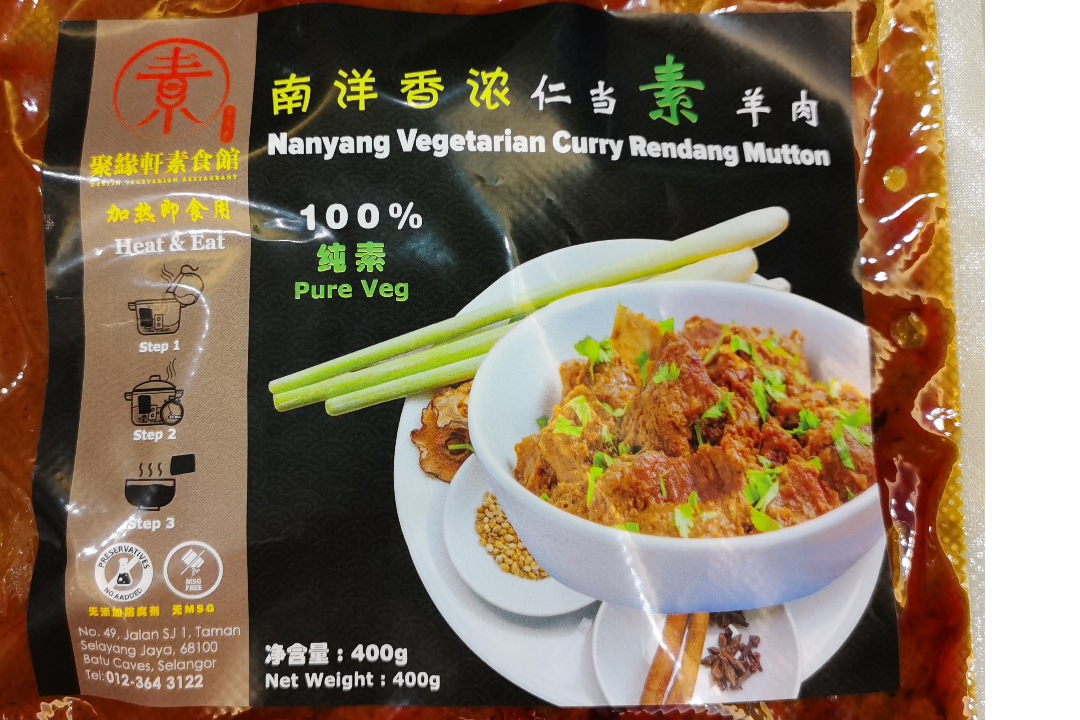 素
聚緣軒素食館
DESTIN VEGETARIAN RESTAURANT
加熱即食用
Heat & Eat
Step 1
Step 2
Step 3
PRESERVATIVES
NO AADDED
MSG
FREE
无添加防腐剂 无MSG
No. 49, Jalan SJ 1, Taman
Selayang Jaya, 68100
Batu Caves, Selangor
Tel:012-364 3122
南洋香浓仁当素羊肉
Nanyang Vegetarian Curry Rendang Mutton
100%
纯素
Pure Veg
净含量 : 400g
Net Weight : 400g